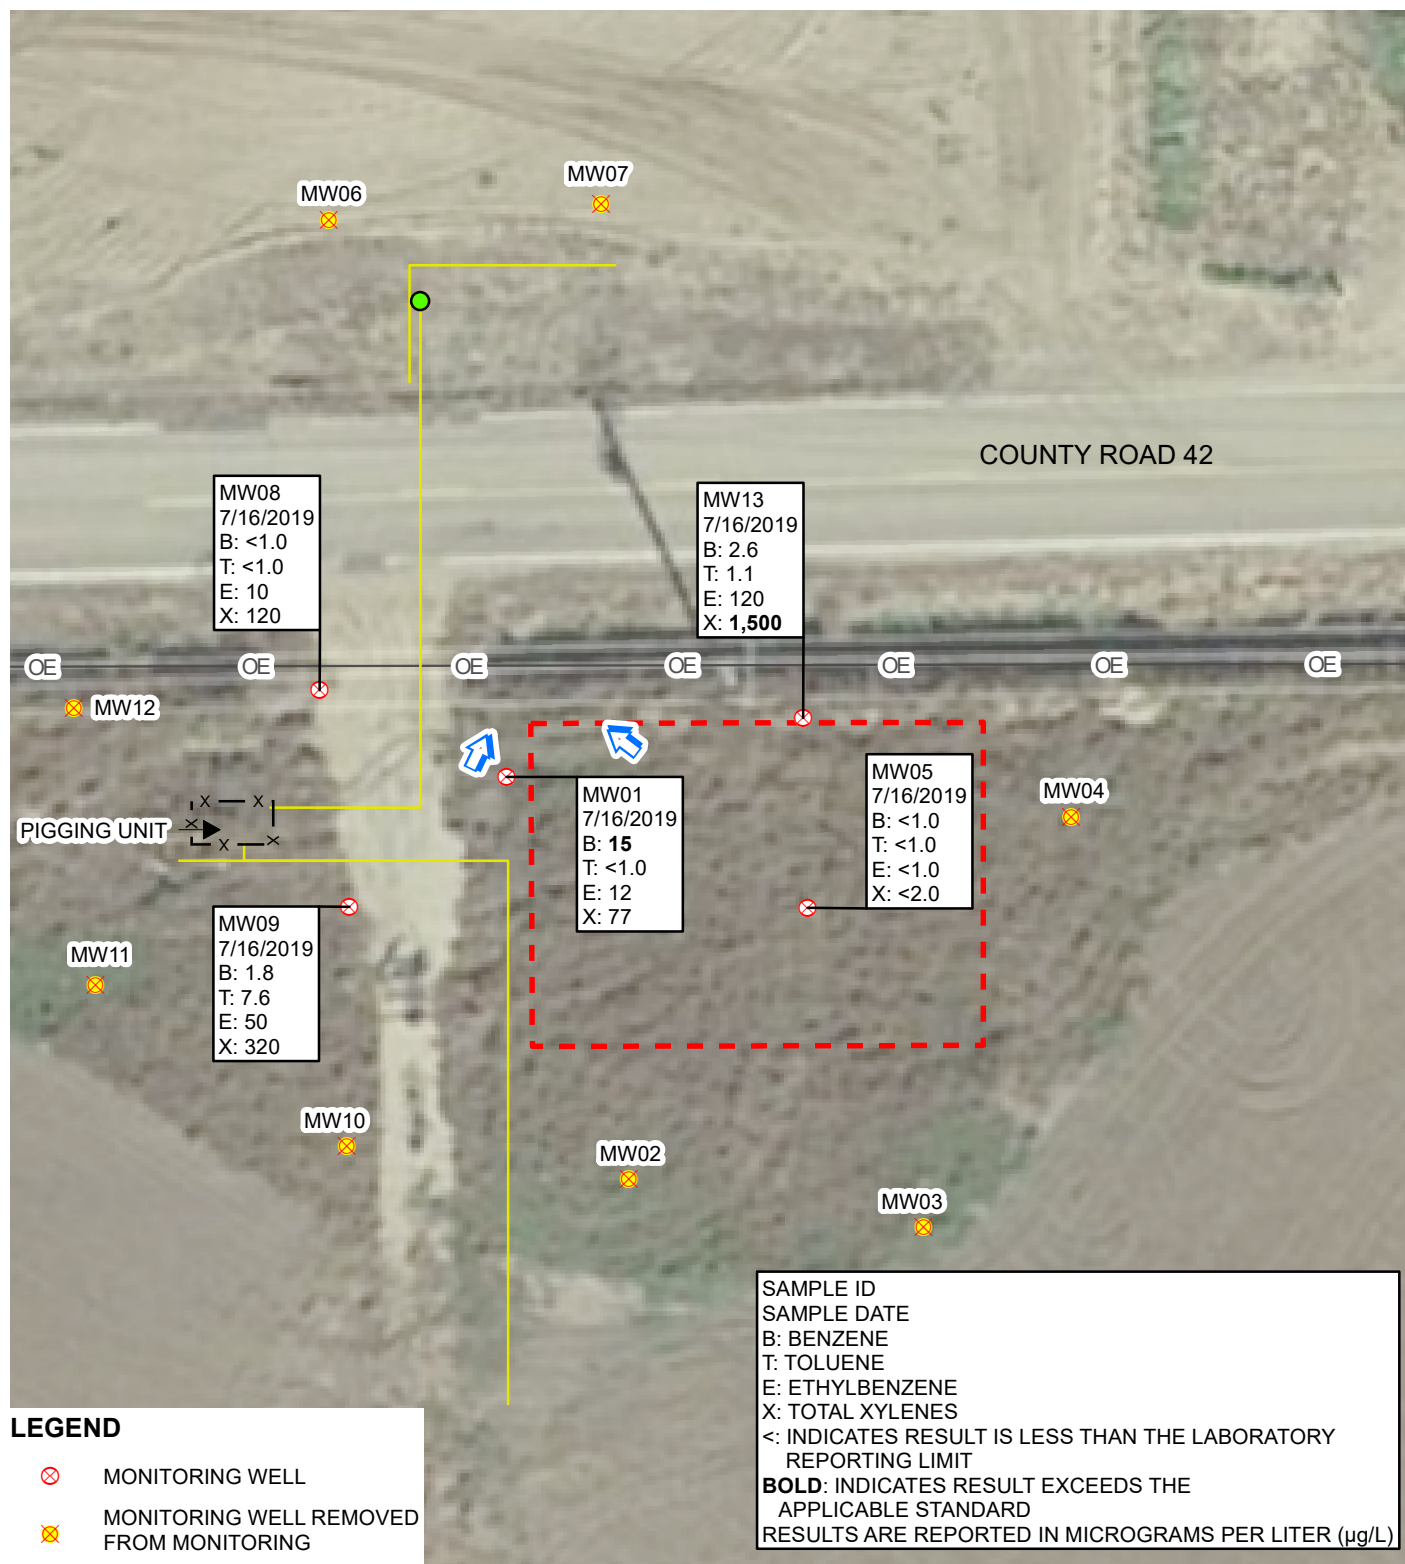 MW07
MW06
COUNTY ROAD 42
MW08
7/16/2019
B: <1.0
T: <1.0
E: 10
X: 120
MW13
7/16/2019
B: 2.6
T: 1.1
E: 120
X: 1,500
OE
OE
OE
OE
OE
OE
OE
MW12
MW01
7/16/2019
B: 15
T: <1.0
E: 12
X: 77
MW05
7/16/2019
B: <1.0
T: <1.0
E: <1.0
X: <2.0
MW04
X
X
X
X
X
PIGGING UNIT
MW09
7/16/2019
B: 1.8
T: 7.6
E: 50
X: 320
MW11
MW10
MW02
MW03
SAMPLE ID
SAMPLE DATE
B: BENZENE
T: TOLUENE
E: ETHYLBENZENE
X: TOTAL XYLENES
<: INDICATES RESULT IS LESS THAN THE LABORATORY
REPORTING LIMIT
BOLD: INDICATES RESULT EXCEEDS THE
APPLICABLE STANDARD
RESULTS ARE REPORTED IN MICROGRAMS PER LITER (µg/L)
LEGEND
MONITORING WELL
MONITORING WELL REMOVED
FROM MONITORING